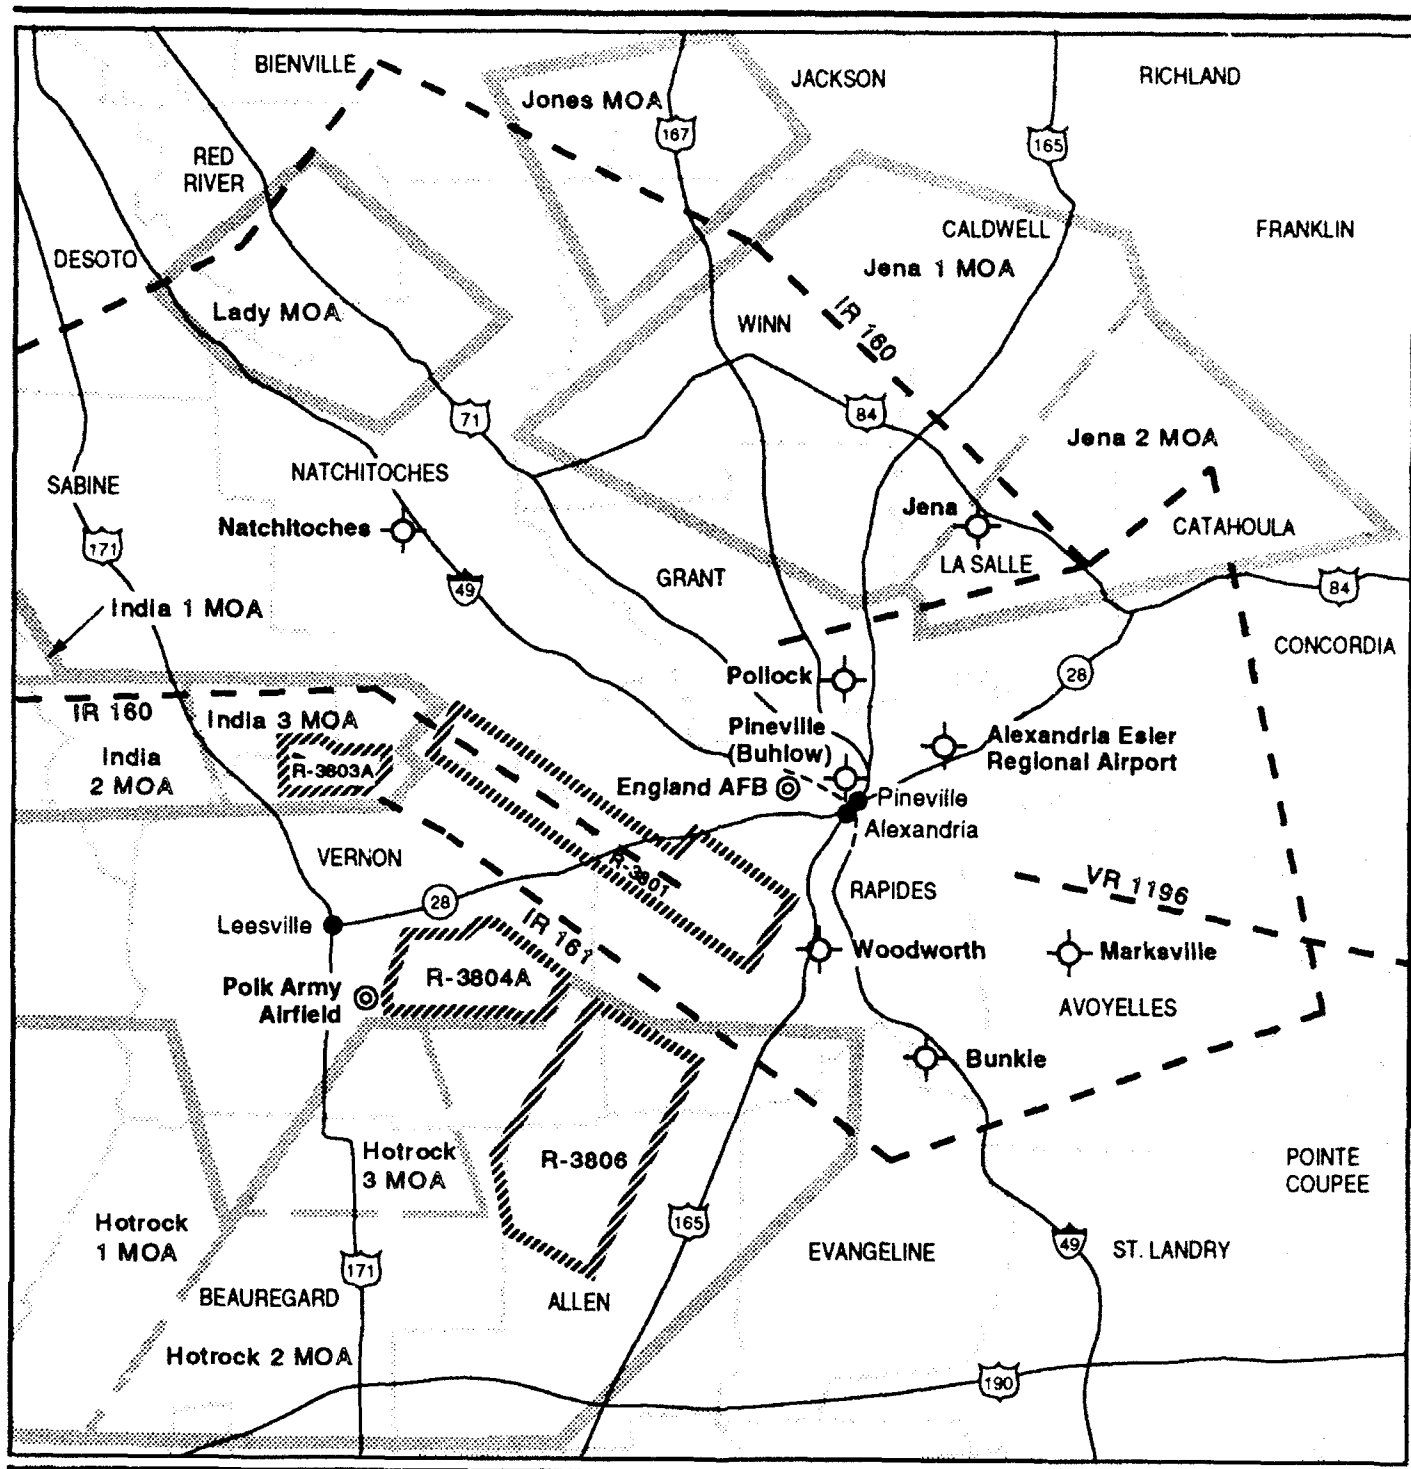 BIENVILLE
JACKSON
RICHLAND
Jones MOA
167
165
RED
RIVER
CALDWELL
FRANKLIN
DESOTO
Jena 1 MOA
Lady MOA
WINN
IR 160
71
84
Jena 2 MOA
NATCHITOCHES
SABINE
Natchitoches
Jena
CATAHOULA
171
LA SALLE
GRANT
49
84
India 1 MOA
CONCORDIA
Pollock
28
IR 160
India 3 MOA
Pineville
(Buhlow)
Alexandria Esler
Regional Airport
India
2 MOA
R-3803A
England AFB
Pineville
Alexandria
VERNON
R-3801
RAPIDES
VR 1196
28
Leesville
IR 161
Woodworth
Marksville
R-3804A
Polk Army
Airfield
AVOYELLES
Bunkie
Hotrock
3 MOA
R-3806
POINTE
COUPEE
Hotrock
1 MOA
165
EVANGELINE
49
ST. LANDRY
171
BEAUREGARD
ALLEN
Hotrock 2 MOA
190